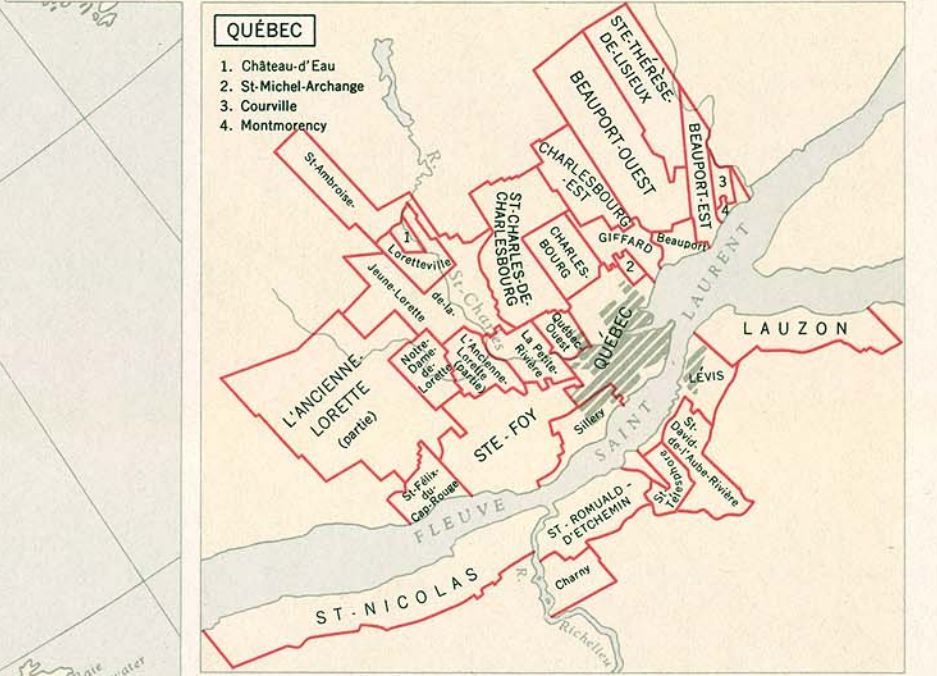 QUÉBEC
1. Château-d'Eau
2. St-Michel-Archange
3. Courville
4. Montmorency
STE-THÉRÈSE-
DE-LISIEUX
BEAUPORT-OUEST
BEAUPORT-EST
3
4
CHARLESBOURG
-EST
R.
St-Ambroise-
1
Loretteville
de-la-
Jeune-Lorette
St-Charles
ST-CHARLES-DE-
CHARLESBOURG
CHARLES-
BOURG
GIFFARD
Beauport
2
QUÉBEC
Québec-
Ouest
La Petite-
Rivière
L'Ancienne-
Lorette
(partie)
Notre-
Dame-
de-
Lorette
L'ANCIENNE-
LORETTE
(partie)
STE-FOY
Sillery
St-Félix-
du-
Cap-Rouge
FLEUVE
SAINT
LAURENT
LAUZON
LÉVIS
St-
David-
de-l'Aube-Rivière
St-
Télesphore
ST-ROMUALD-
D'ETCHEMIN
Charny
ST-NICOLAS
R.
Richelieu